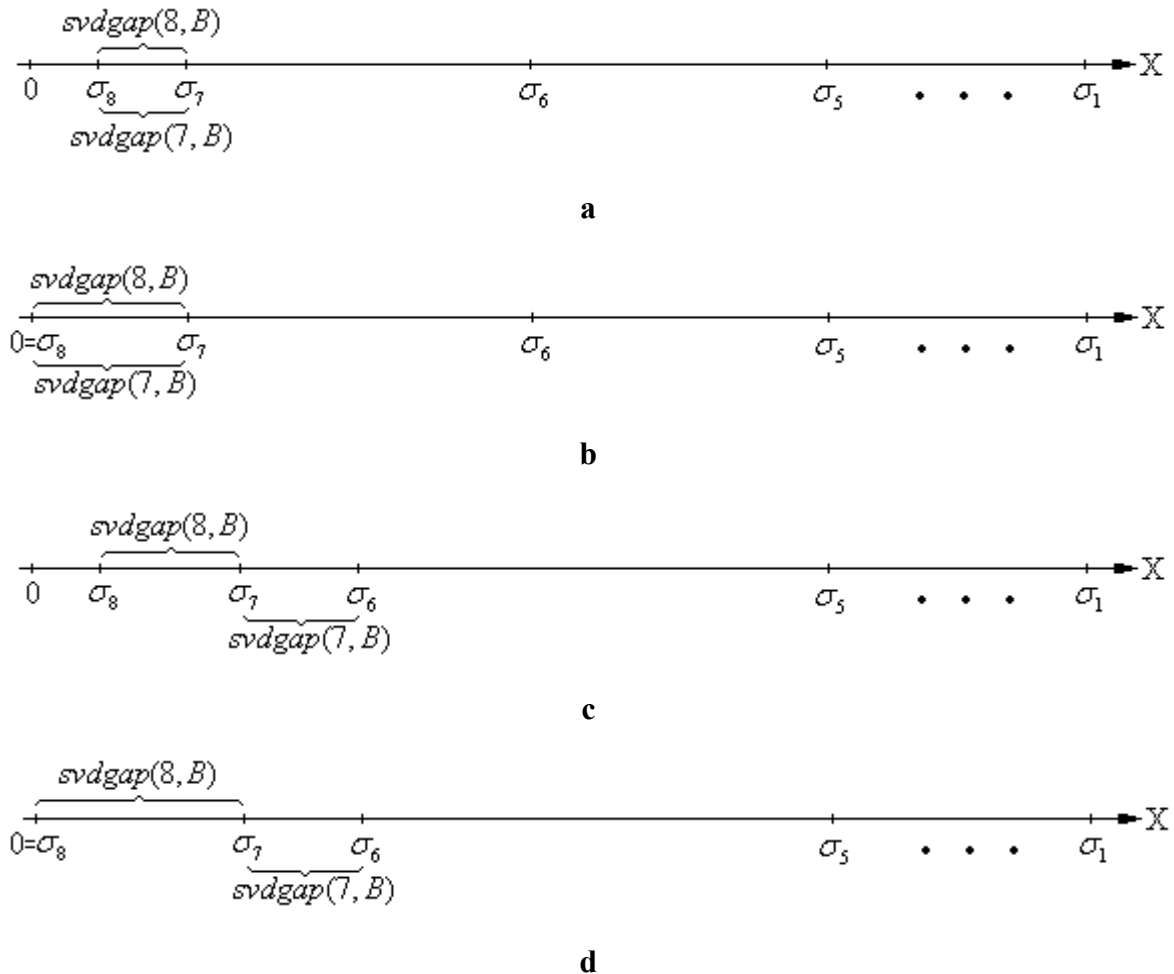 svdgap(8, B)
X
0 σ₈ σ₇ σ₆ σ₅ • • • σ₁
svdgap(7, B)
a
svdgap(8, B)
X
0=σ₈ σ₇ σ₆ σ₅ • • • σ₁
svdgap(7, B)
b
svdgap(8, B)
X
0 σ₈ σ₇ σ₆ σ₅ • • • σ₁
svdgap(7, B)
c
svdgap(8, B)
X
0=σ₈ σ₇ σ₆ σ₅ • • • σ₁
svdgap(7, B)
d